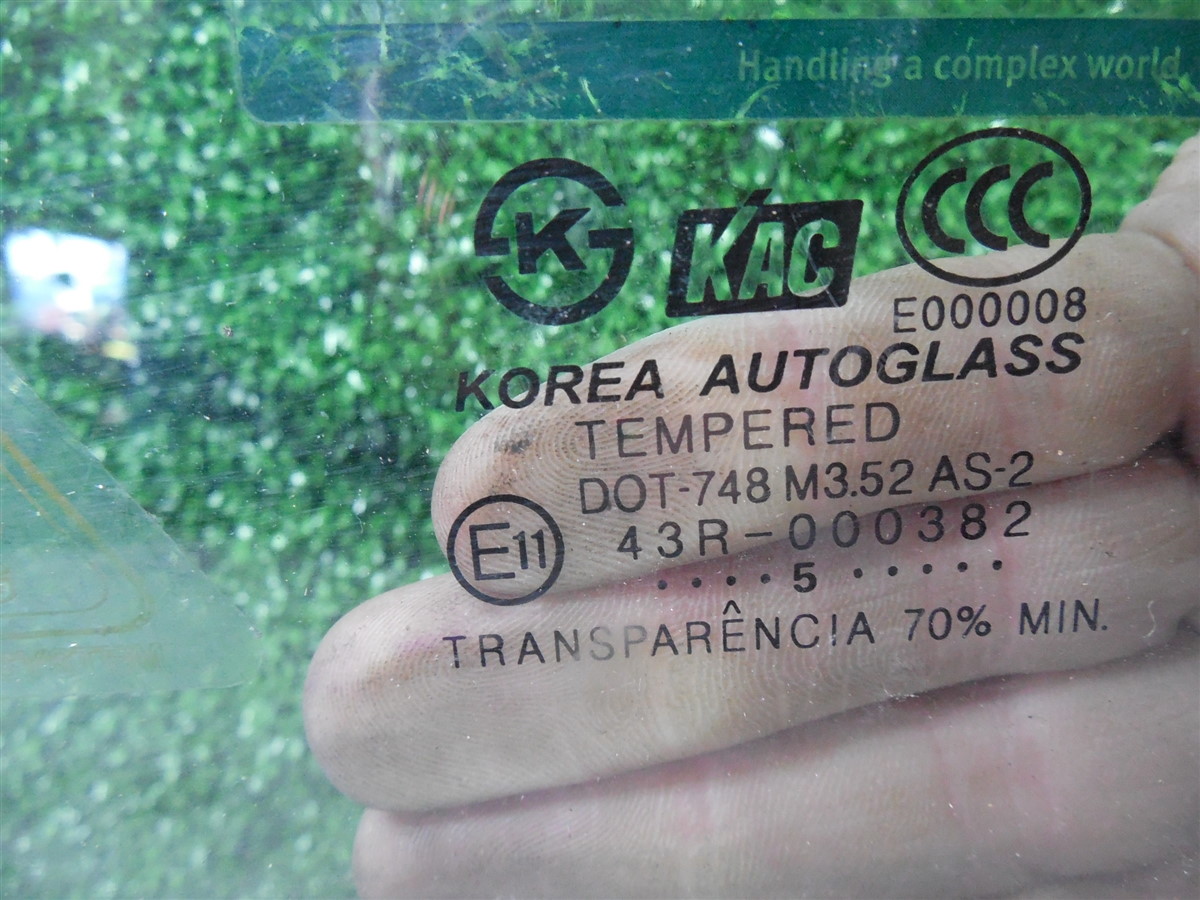 Handling a complex world.
K
KAC
CCC
E000008
KOREA AUTOGLASS
TEMPERED
DOT-748 M3.52 AS-2
E11
43R-000382
....5.....
TRANSPARÊNCIA 70% MIN.